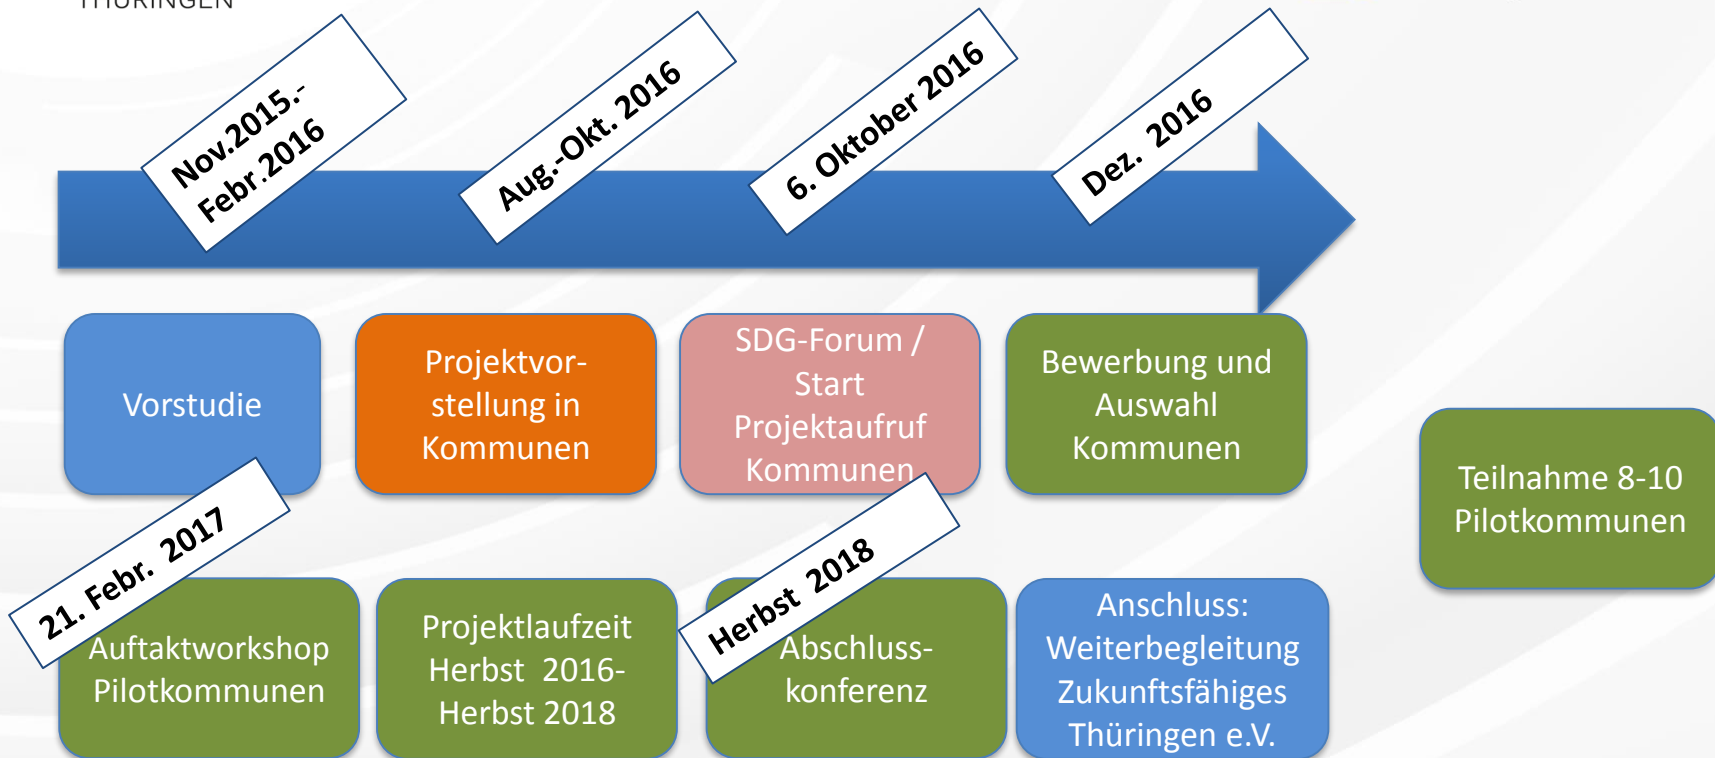 THÜRINGEN
Nov.2015.-
Febr.2016
Aug.-Okt. 2016
6. Oktober 2016
Dez. 2016
Vorstudie
Projektvor-
stellung in
Kommunen
SDG-Forum /
Start
Projektaufruf
Kommunen
Bewerbung und
Auswahl
Kommunen
Teilnahme 8-10
Pilotkommunen
21. Febr. 2017
Auftaktworkshop
Pilotkommunen
Projektlaufzeit
Herbst 2016-
Herbst 2018
Herbst 2018
Abschluss-
konferenz
Anschluss:
Weiterbegleitung
Zukunftsfähiges
Thüringen e.V.